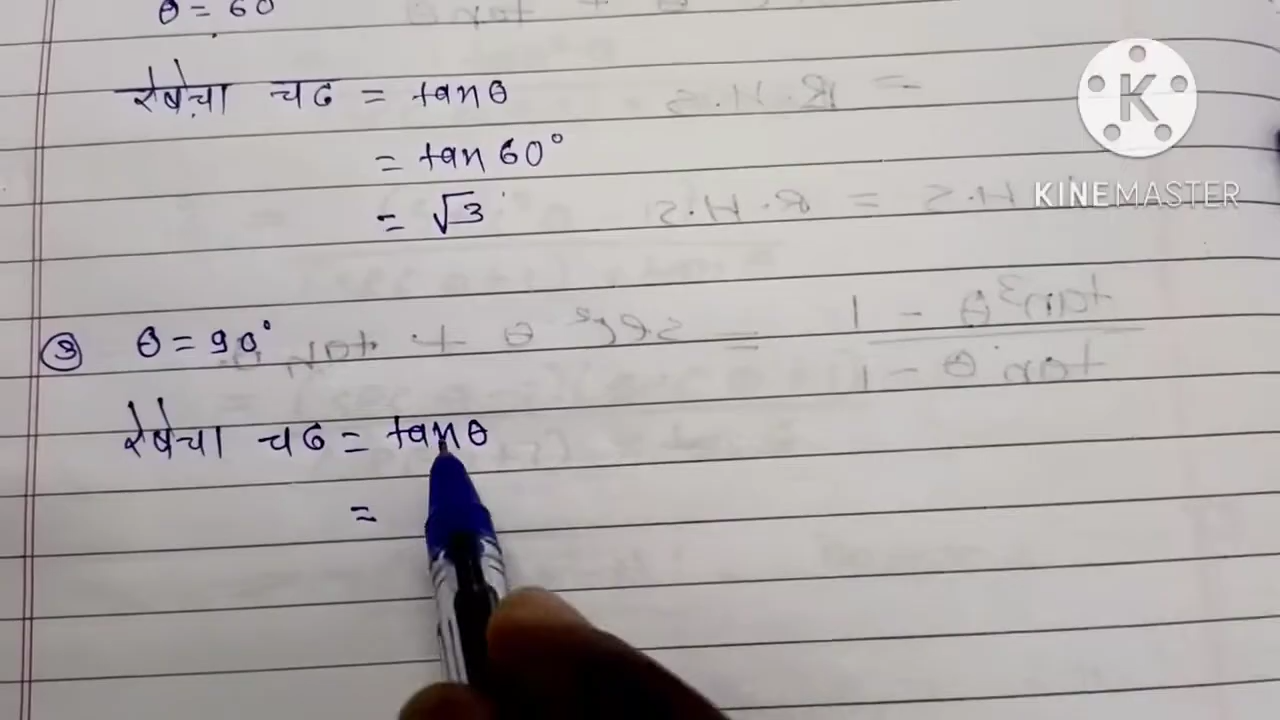 θ = 60
रेषेचा चढ = tanθ
= tan 60°
= √3
③ θ = 90°
रेषेचा चढ = tanθ
=
K
KINEMASTER